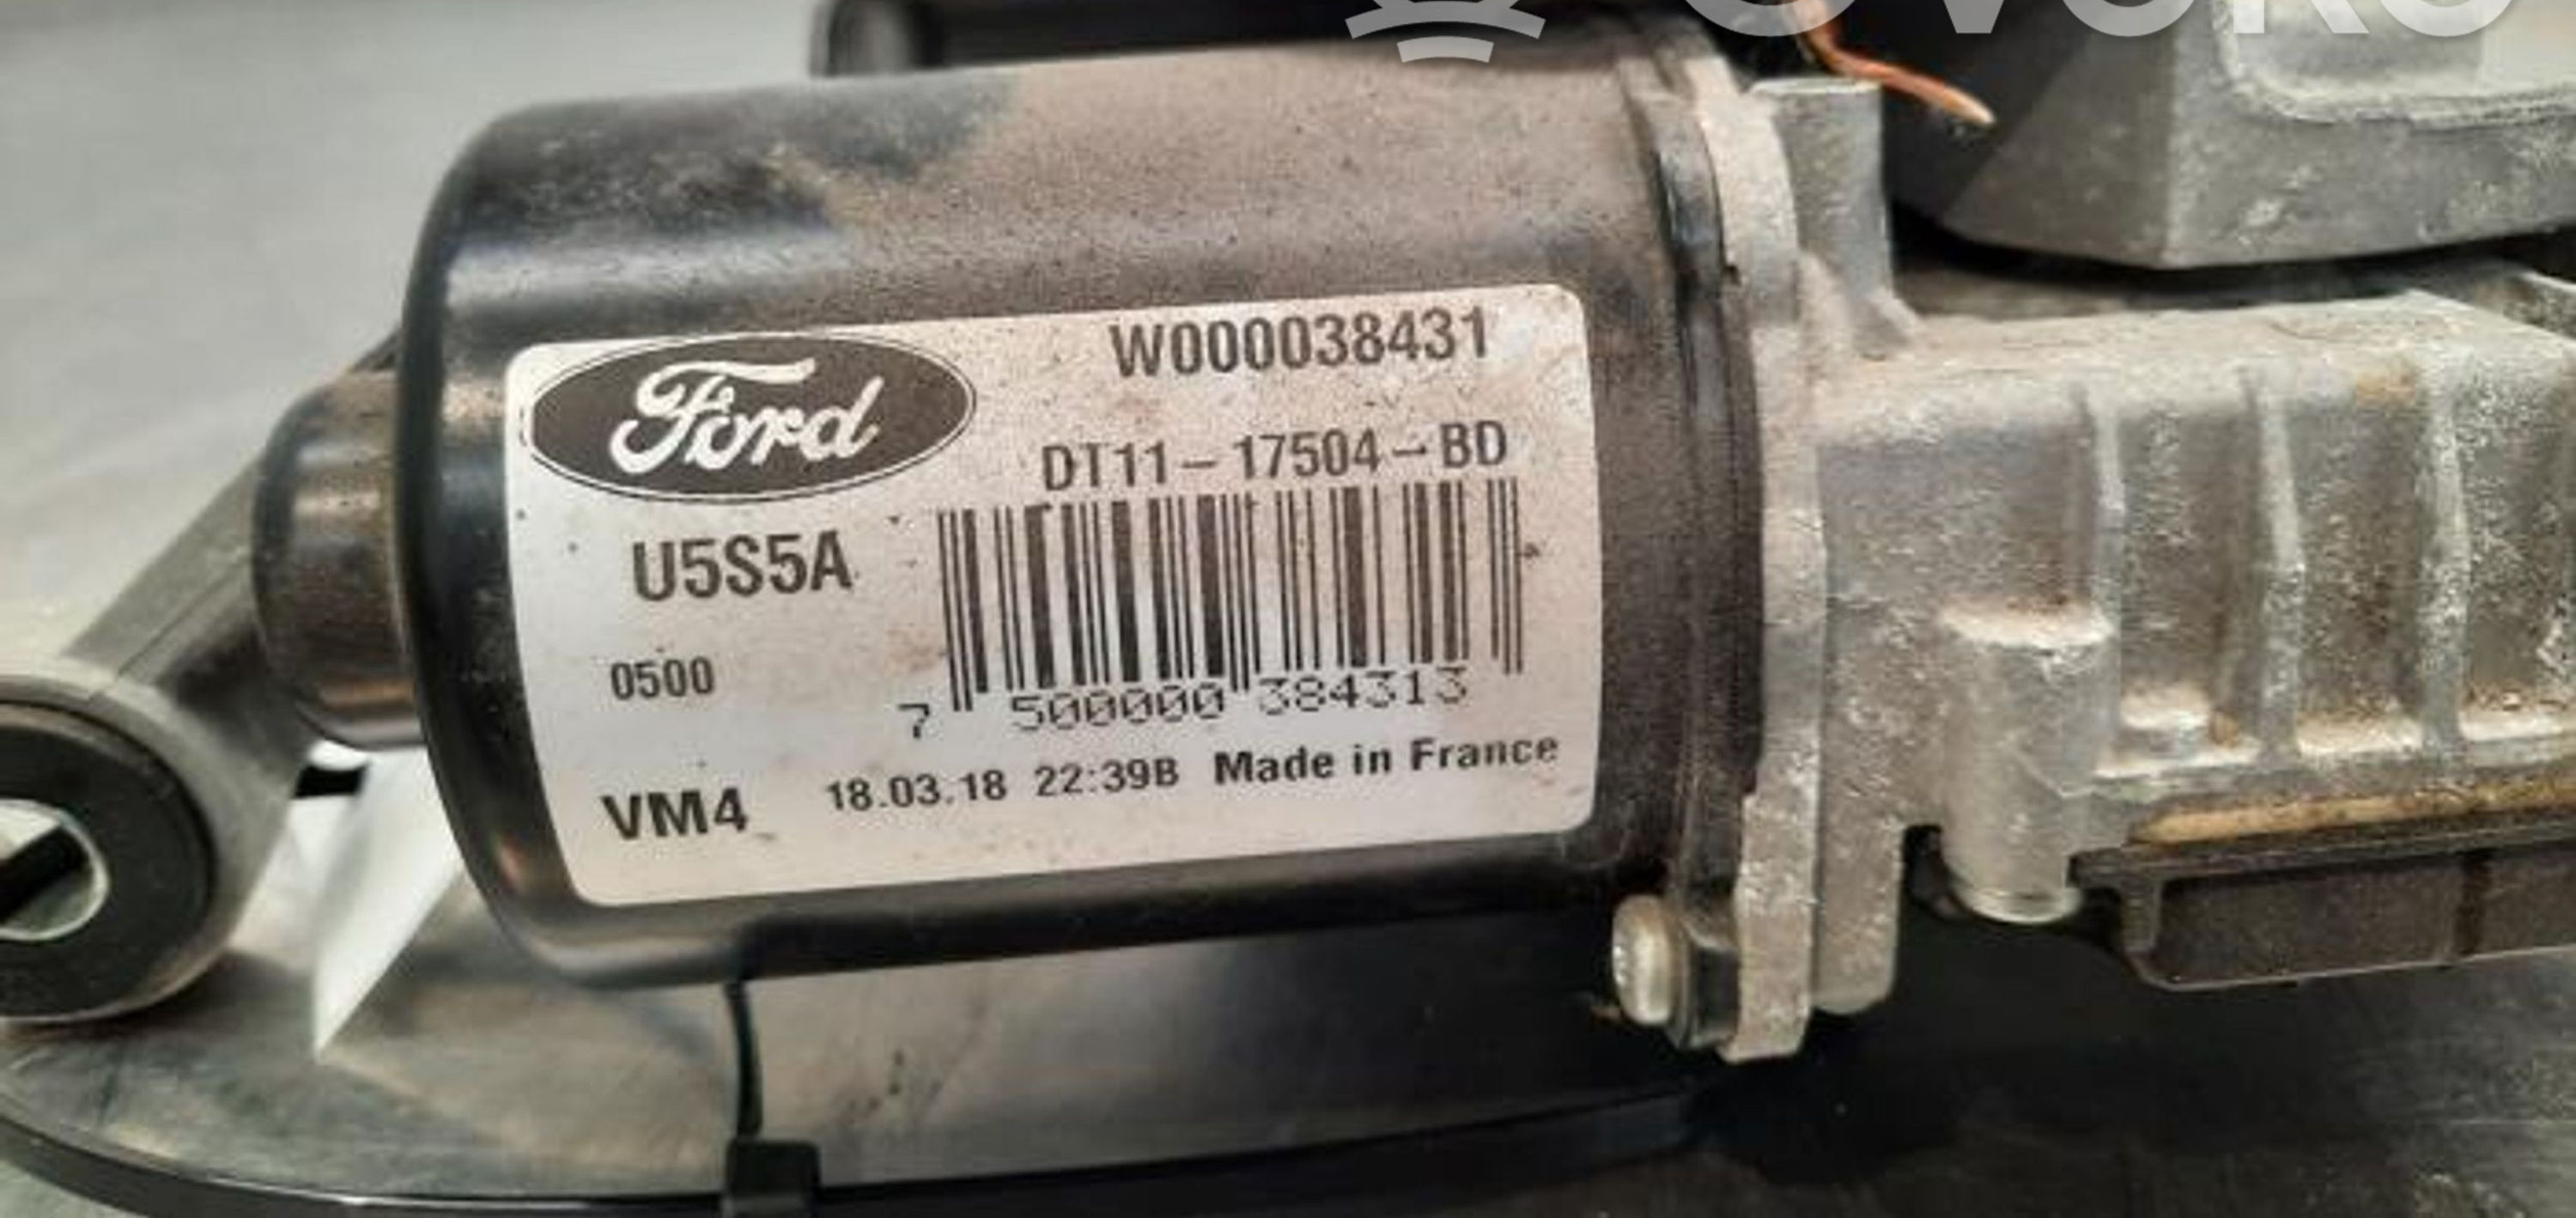 Ford
W000038431
DT11-17504-BD
U5S5A
0500
7 500000 384313
VM4 18.03.18 22:39B Made in France